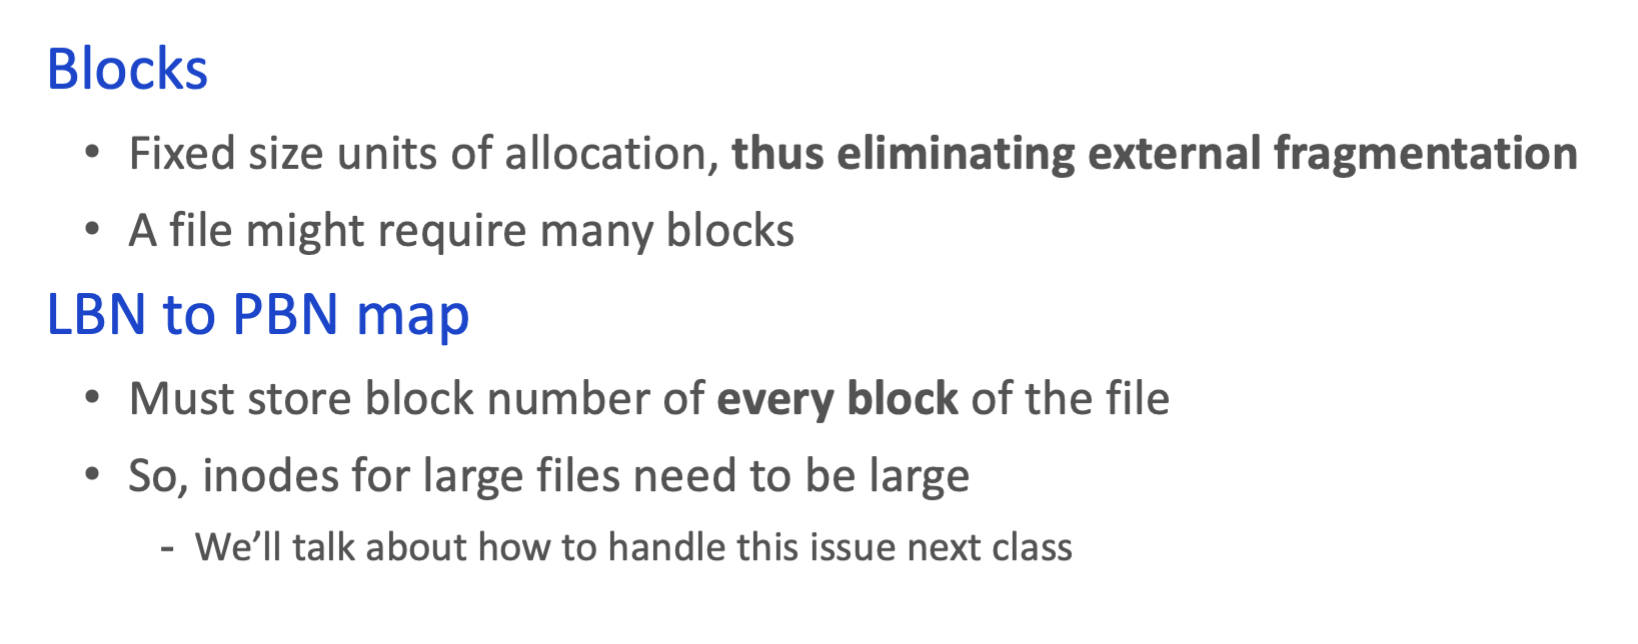 Blocks
• Fixed size units of allocation, thus eliminating external fragmentation
• A file might require many blocks
LBN to PBN map
• Must store block number of every block of the file
• So, inodes for large files need to be large
- We’ll talk about how to handle this issue next class